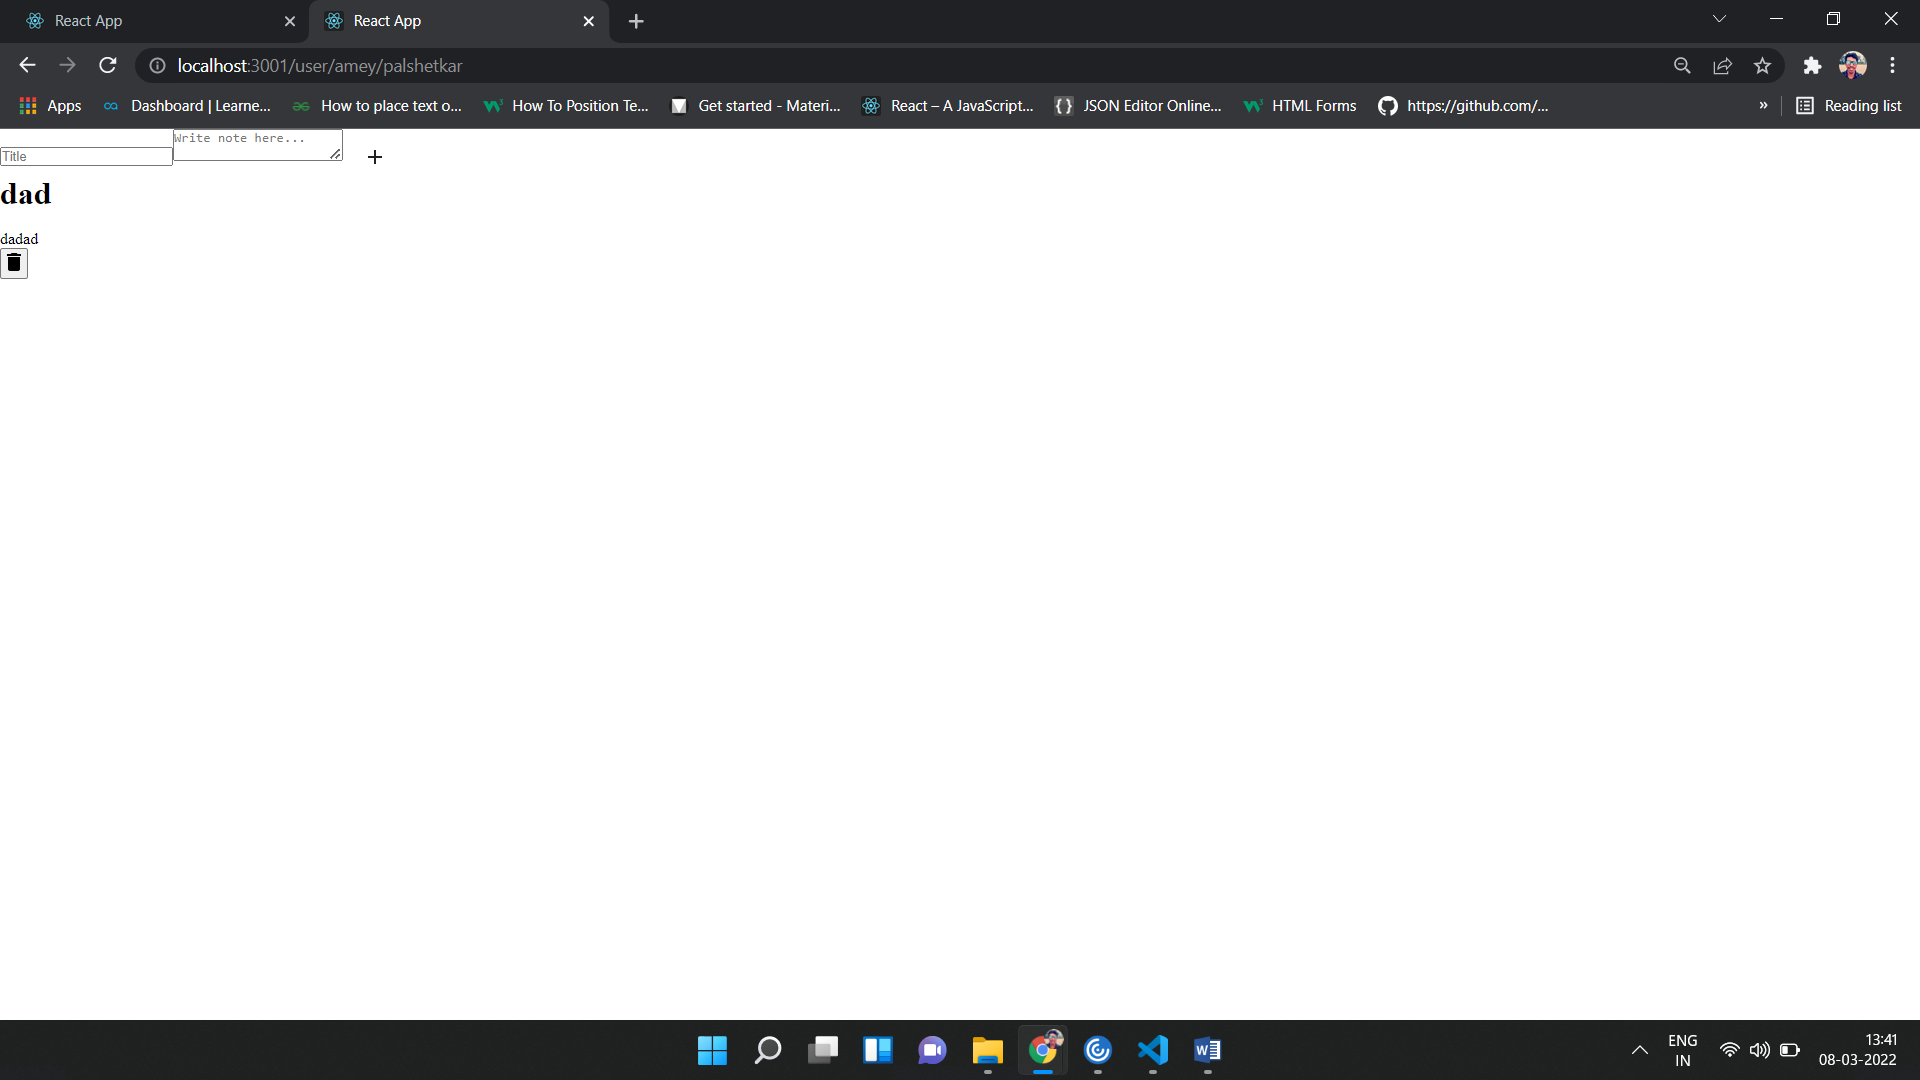 React App
React App
localhost:3001/user/amey/palshetkar
Apps
Dashboard | Learne...
How to place text o...
How To Position Te...
Get started - Materi...
React – A JavaScript...
JSON Editor Online...
HTML Forms
https://github.com/...
»
Reading list
Title
Write note here...
dad
dadad
ENG
IN
13:41
08-03-2022